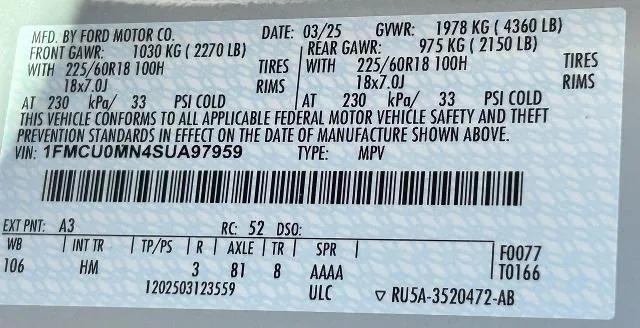 MFD. BY FORD MOTOR CO. DATE: 03/25 GVWR: 1978 KG (4360 LB)
FRONT GAWR: 1030 KG (2270 LB) REAR GAWR: 975 KG (2150 LB)
WITH 225/60R18 100H TIRES WITH 225/60R18 100H TIRES
18x7.0J RIMS 18x7.0J RIMS
AT 230 kPa/ 33 PSI COLD AT 230 kPa/ 33 PSI COLD
THIS VEHICLE CONFORMS TO ALL APPLICABLE FEDERAL MOTOR VEHICLE SAFETY AND THEFT
PREVENTION STANDARDS IN EFFECT ON THE DATE OF MANUFACTURE SHOWN ABOVE.
VIN: 1FMCU0MN4SUA97959 TYPE: MPV
EXT PNT: A3 RC: 52 DSO:
WB INT TR TP/PS R AXLE TR SPR F0077
106 HM 3 81 8 AAAA T0166
1202503123559 ULC ▽ RU5A-3520472-AB